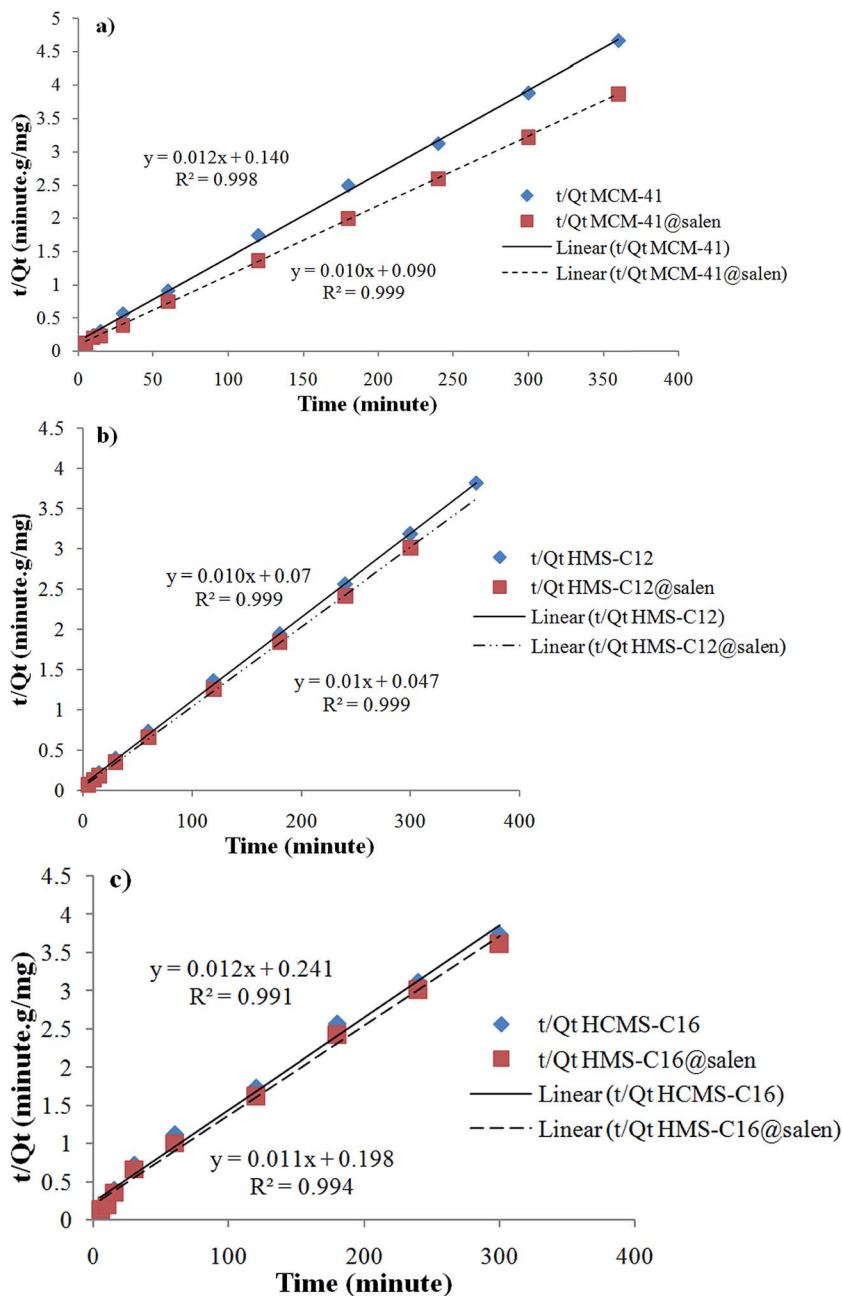 a)
5
4.5
4
3.5
3
2.5
2
1.5
1
0.5
0
t/Qt (minute.g/mg)
y = 0.012x + 0.140
R² = 0.998
y = 0.010x + 0.090
R² = 0.999
t/Qt MCM-41
t/Qt MCM-41@salen
Linear (t/Qt MCM-41)
Linear (t/Qt MCM-41@salen)
0 50 100 150 200 250 300 350 400
Time (minute)
b)
4.5
4
3.5
3
2.5
2
1.5
1
0.5
0
t/Qt (minute.g/mg)
y = 0.010x + 0.07
R² = 0.999
y = 0.01x + 0.047
R² = 0.999
t/Qt HMS-C12
t/Qt HMS-C12@salen
Linear (t/Qt HMS-C12)
Linear (t/Qt HMS-C12@salen)
0 100 200 300 400
Time (minute)
c)
4.5
4
3.5
3
2.5
2
1.5
1
0.5
0
t/Qt (minute.g/mg)
y = 0.012x + 0.241
R² = 0.991
y = 0.011x + 0.198
R² = 0.994
t/Qt HCMS-C16
t/Qt HMS-C16@salen
Linear (t/Qt HCMS-C16)
Linear (t/Qt HMS-C16@salen)
0 100 200 300 400
Time (minute)